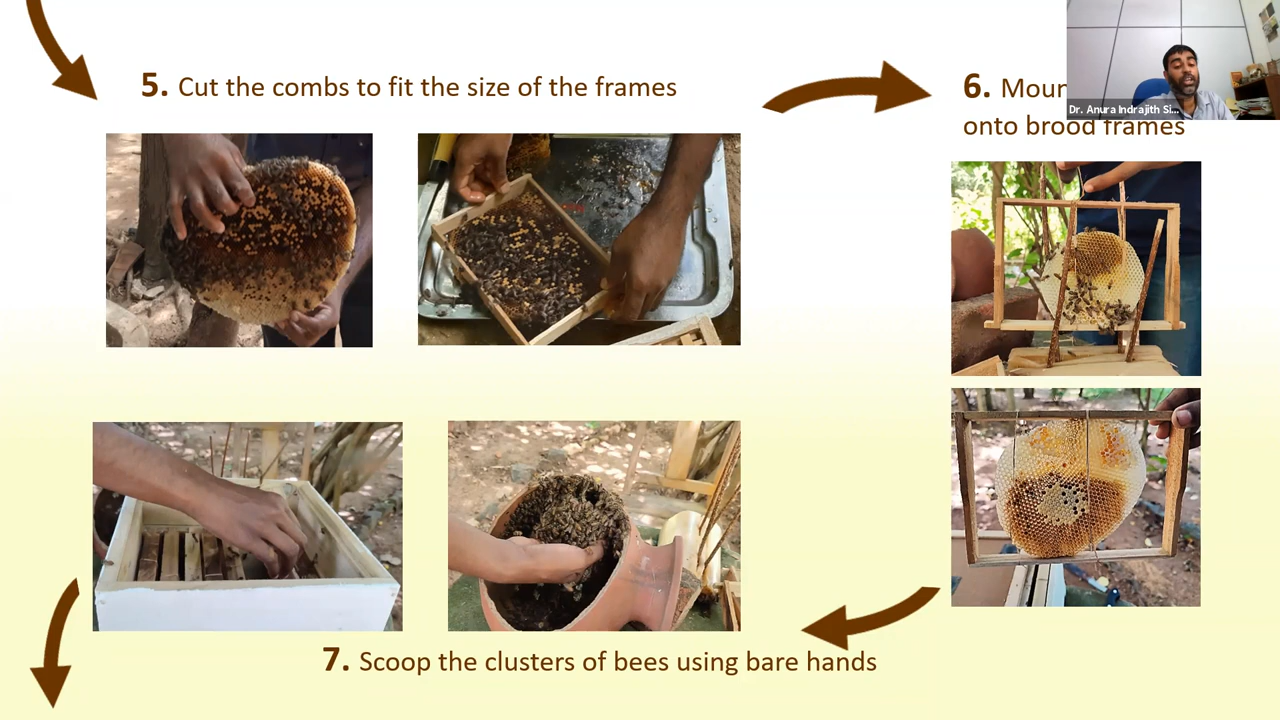 5. Cut the combs to fit the size of the frames
6.
onto brood frames
Dr. Anura Indrajith Si...
7. Scoop the clusters of bees using bare hands